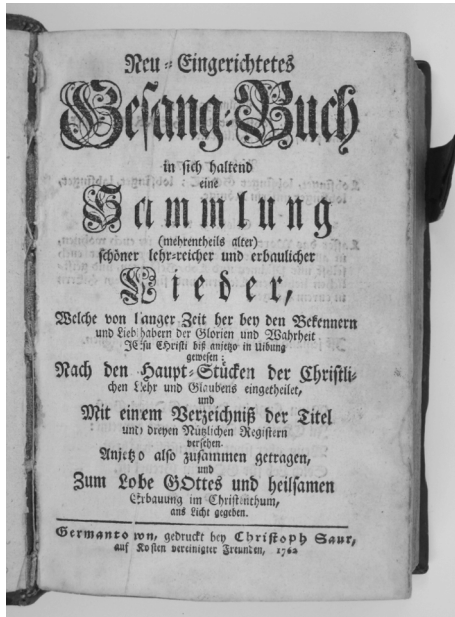 Neu-Eingerichtetes
Gesang-Buch
in sich haltend
eine
Sammlung
(mehrentheils alter)
schöner lehr-reicher und erbaulicher
Lieder,
Welche von langer Zeit her bey den Bekennern
und Liebhabern der Glorien und Wahrheit
JEsu Christi biß anjetzo in Uibung
gewesen:
Nach den Haupt-Stücken der Christli-
chen Lehr und Glaubens eingetheilet,
und
Mit einem Verzeichniß der Titel
und dreyen Nützlichen Registern
versehen.
Anjetzo also zusammen getragen,
und
Zum Lobe GOttes und heilsamen
Erbauung im Christenthum,
ans Licht gegeben.
Germantown, gedruckt bey Christoph Saur,
auf Kosten vereinigter Freunden, 1762